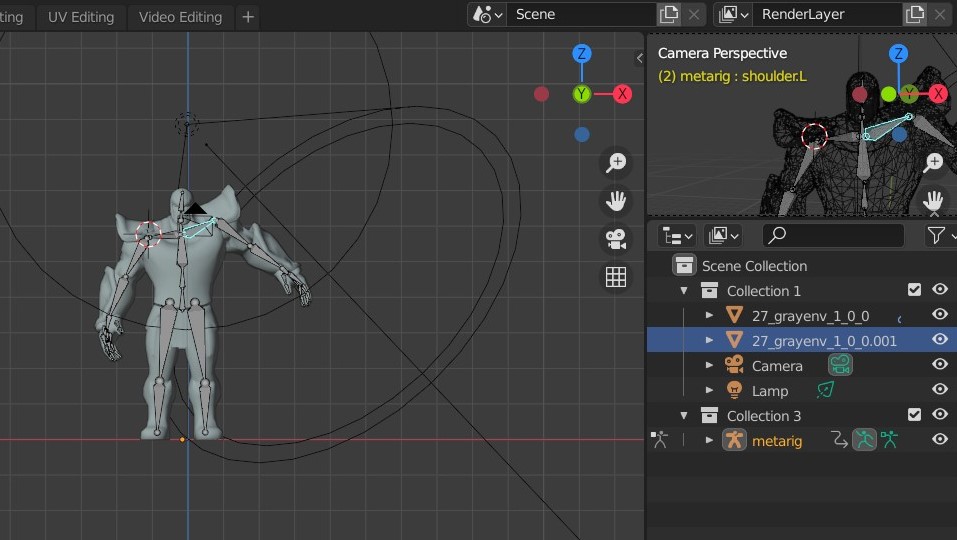 ting UV Editing Video Editing + Scene RenderLayer
Z
Y X
Camera Perspective
(2) metarig : shoulder.L
Z
Y X
Scene Collection
Collection 1
27_grayenv_1_0_0
27_grayenv_1_0_0.001
Camera
Lamp
Collection 3
metarig